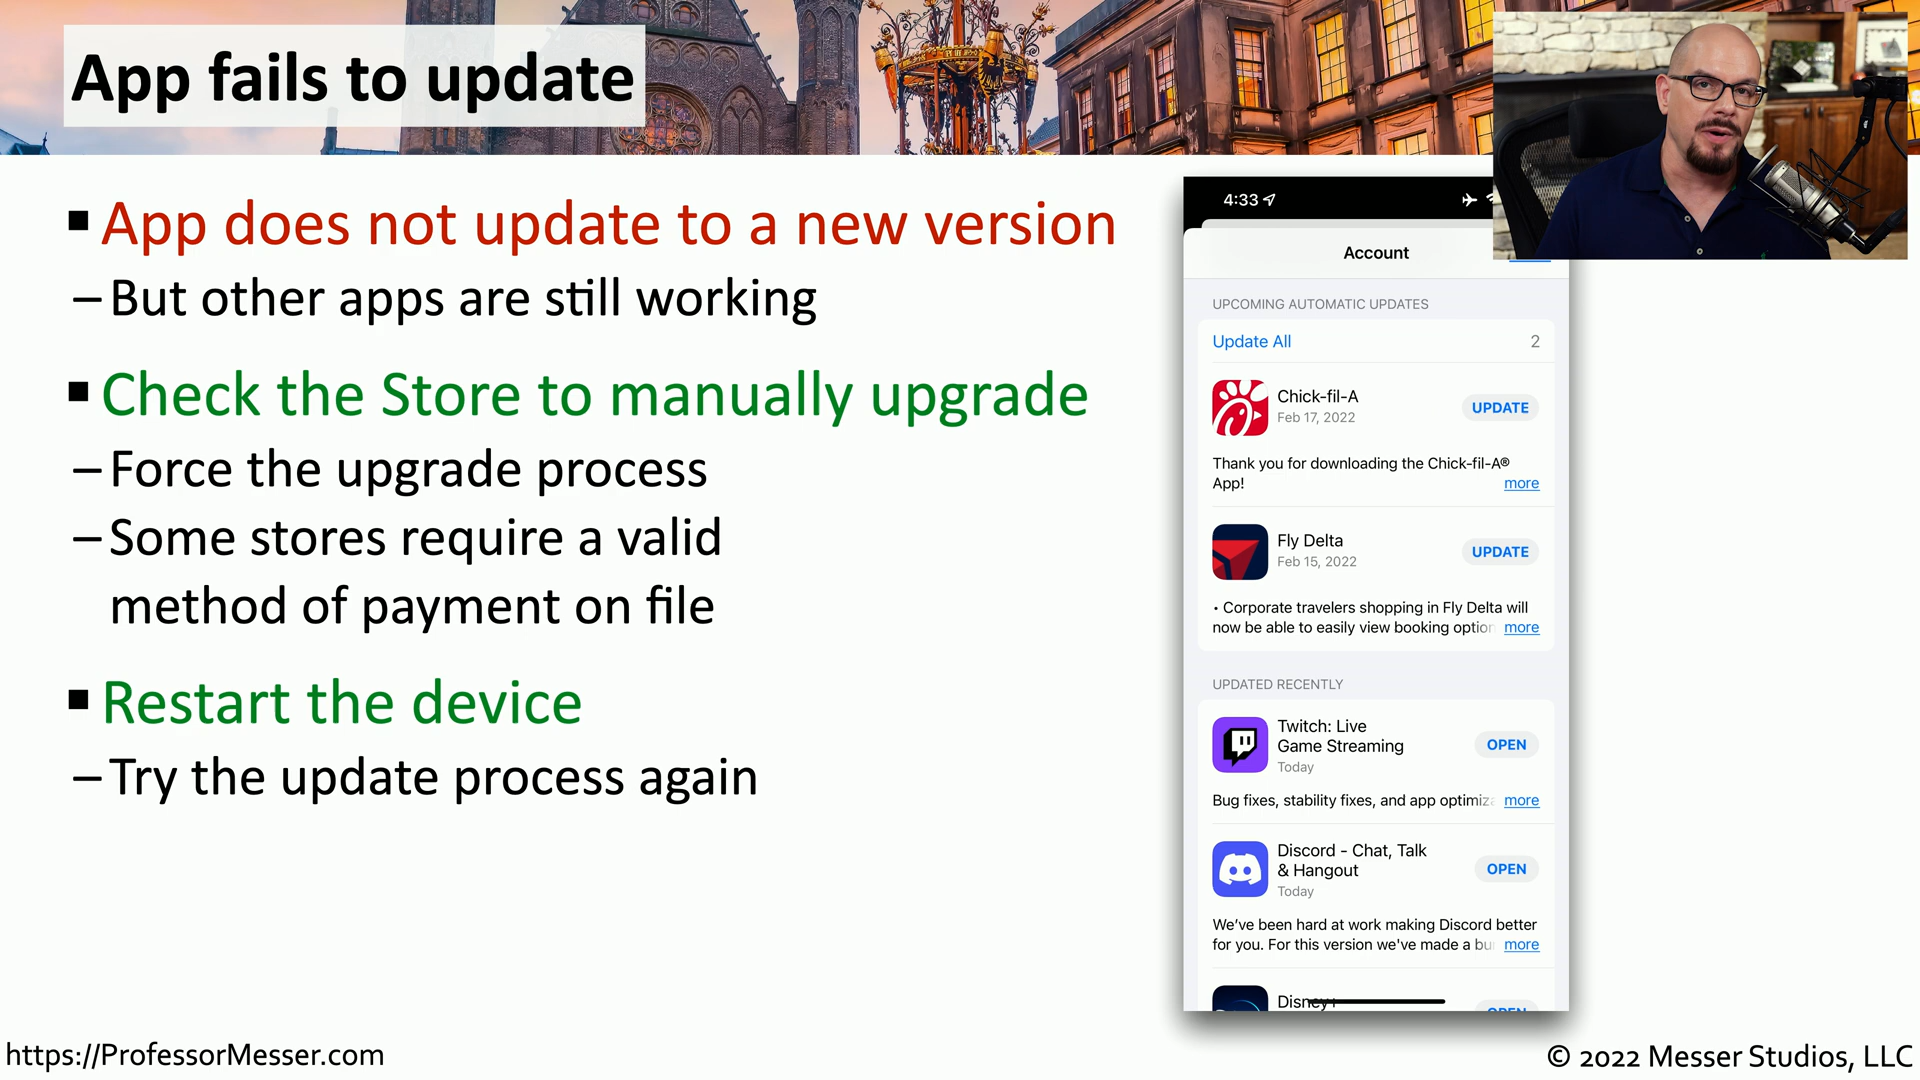 App fails to update
App does not update to a new version
–But other apps are still working
Check the Store to manually upgrade
–Force the upgrade process
–Some stores require a valid
method of payment on file
Restart the device
–Try the update process again
4:33
Account
UPCOMING AUTOMATIC UPDATES
Update All 2
Chick-fil-A
Feb 17, 2022
UPDATE
Thank you for downloading the Chick-fil-A®
App! more
Fly Delta
Feb 15, 2022
UPDATE
• Corporate travelers shopping in Fly Delta will
now be able to easily view booking option more
UPDATED RECENTLY
Twitch: Live
Game Streaming
Today
OPEN
Bug fixes, stability fixes, and app optimiza more
Discord - Chat, Talk
& Hangout
Today
OPEN
We've been hard at work making Discord better
for you. For this version we've made a bu more
Disney+
OPEN
https://ProfessorMesser.com
© 2022 Messer Studios, LLC